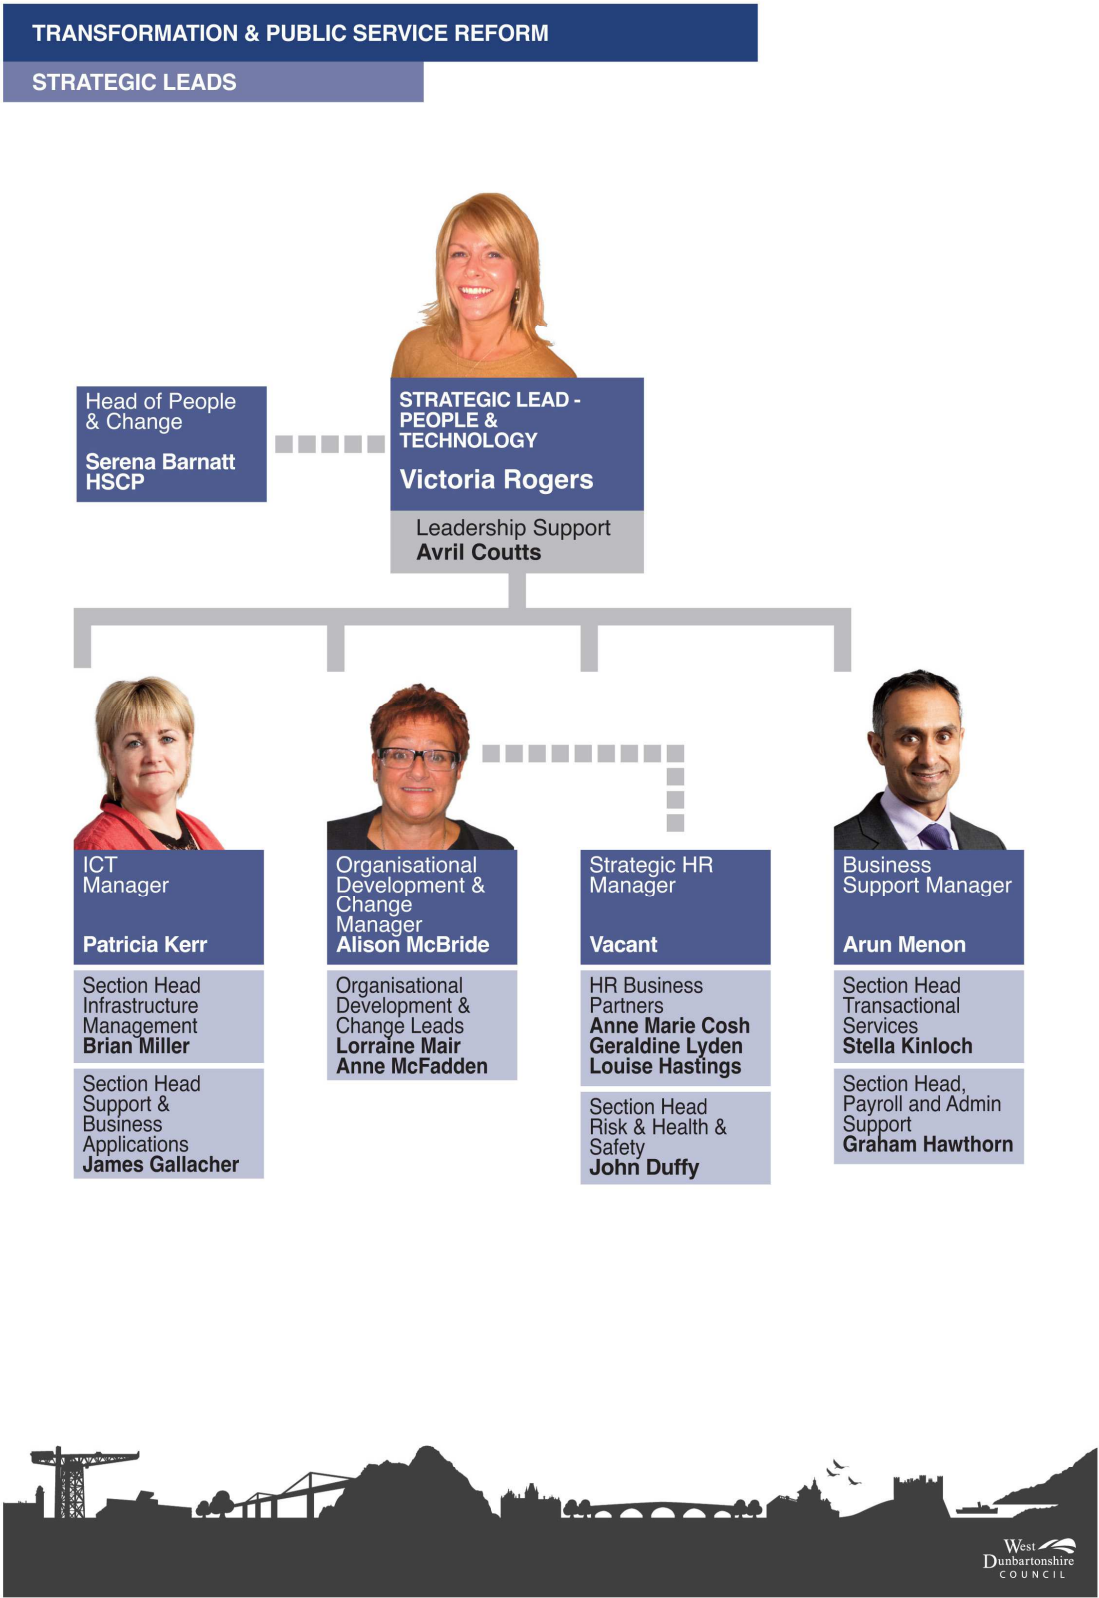 TRANSFORMATION & PUBLIC SERVICE REFORM
STRATEGIC LEADS
Head of People
& Change
Serena Barnatt
HSCP
STRATEGIC LEAD -
PEOPLE &
TECHNOLOGY
Victoria Rogers
Leadership Support
Avril Coutts
ICT
Manager
Patricia Kerr
Section Head
Infrastructure
Management
Brian Miller
Section Head
Support &
Business
Applications
James Gallacher
Organisational
Development &
Change
Manager
Alison McBride
Organisational
Development &
Change Leads
Lorraine Mair
Anne McFadden
Strategic HR
Manager
Vacant
HR Business
Partners
Anne Marie Cosh
Geraldine Lyden
Louise Hastings
Section Head
Risk & Health &
Safety
John Duffy
Business
Support Manager
Arun Menon
Section Head
Transactional
Services
Stella Kinloch
Section Head,
Payroll and Admin
Support
Graham Hawthorn
West
Dunbartonshire
COUNCIL